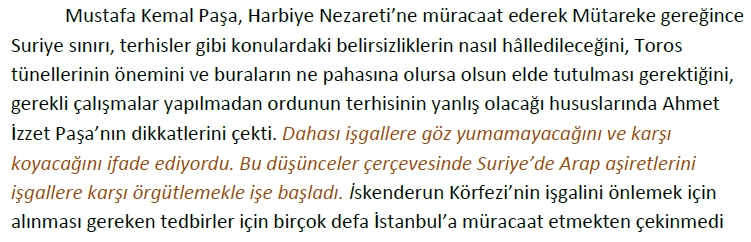 Mustafa Kemal Paşa, Harbiye Nezareti’ne müracaat ederek Mütareke gereğince
Suriye sınırı, terhisler gibi konulardaki belirsizliklerin nasıl hâlledileceğini, Toros
tünellerinin önemini ve buraların ne pahasına olursa olsun elde tutulması gerektiğini,
gerekli çalışmalar yapılmadan ordunun terhisinin yanlış olacağı hususlarında Ahmet
İzzet Paşa’nın dikkatlerini çekti. Dahası işgallere göz yumamayacağını ve karşı
koyacağını ifade ediyordu. Bu düşünceler çerçevesinde Suriye’de Arap aşiretlerini
işgallere karşı örgütlemekle işe başladı. İskenderun Körfezi’nin işgalini önlemek için
alınması gereken tedbirler için birçok defa İstanbul’a müracaat etmekten çekinmedi